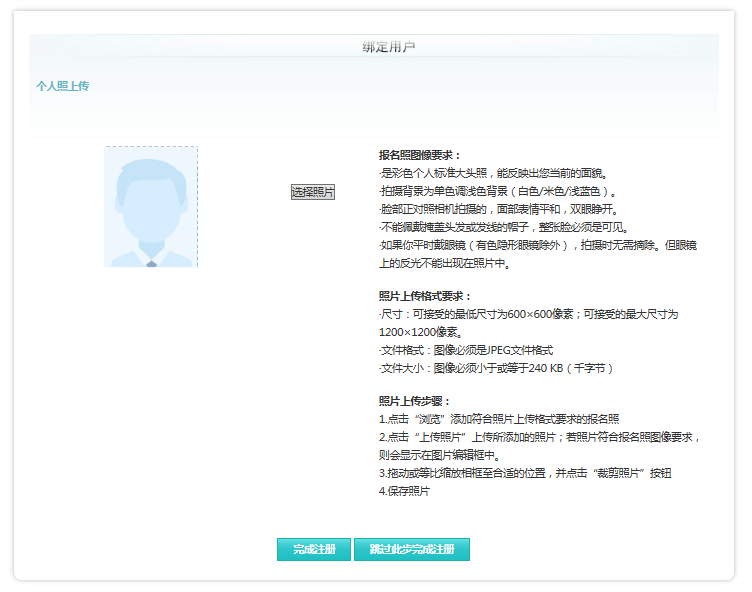 绑定用户
个人照上传
选择照片
报名照图像要求：
·是彩色个人标准大头照，能反映出您当前的面貌。
·拍摄背景为单色调浅色背景（白色/米色/浅蓝色）。
·脸部正对照相机拍摄的，面部表情平和，双眼睁开。
·不能佩戴掩盖头发或发线的帽子，整张脸必须是可见。
·如果你平时戴眼镜（有色隐形眼镜除外），拍摄时无需摘除。但眼镜
上的反光不能出现在照片中。
照片上传格式要求：
·尺寸：可接受的最低尺寸为600×600像素；可接受的最大尺寸为
1200×1200像素。
·文件格式：图像必须是JPEG文件格式
·文件大小：图像必须小于或等于240 KB（千字节）
照片上传步骤：
1.点击“浏览”添加符合照片上传格式要求的报名照
2.点击“上传照片”上传所添加的照片；若照片符合报名照图像要求，
则会显示在图片编辑框中。
3.拖动或等比缩放相框至合适的位置，并点击“裁剪照片”按钮
4.保存照片
完成注册 跳过此步完成注册